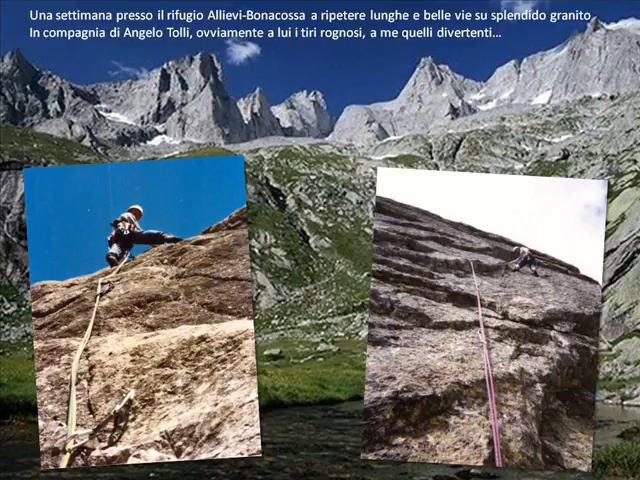 Una settimana presso il rifugio Allievi-Bonacossa a ripetere lunghe e belle vie su splendido granito.
In compagnia di Angelo Tolli, ovviamente a lui i tiri rognosi, a me quelli divertenti...